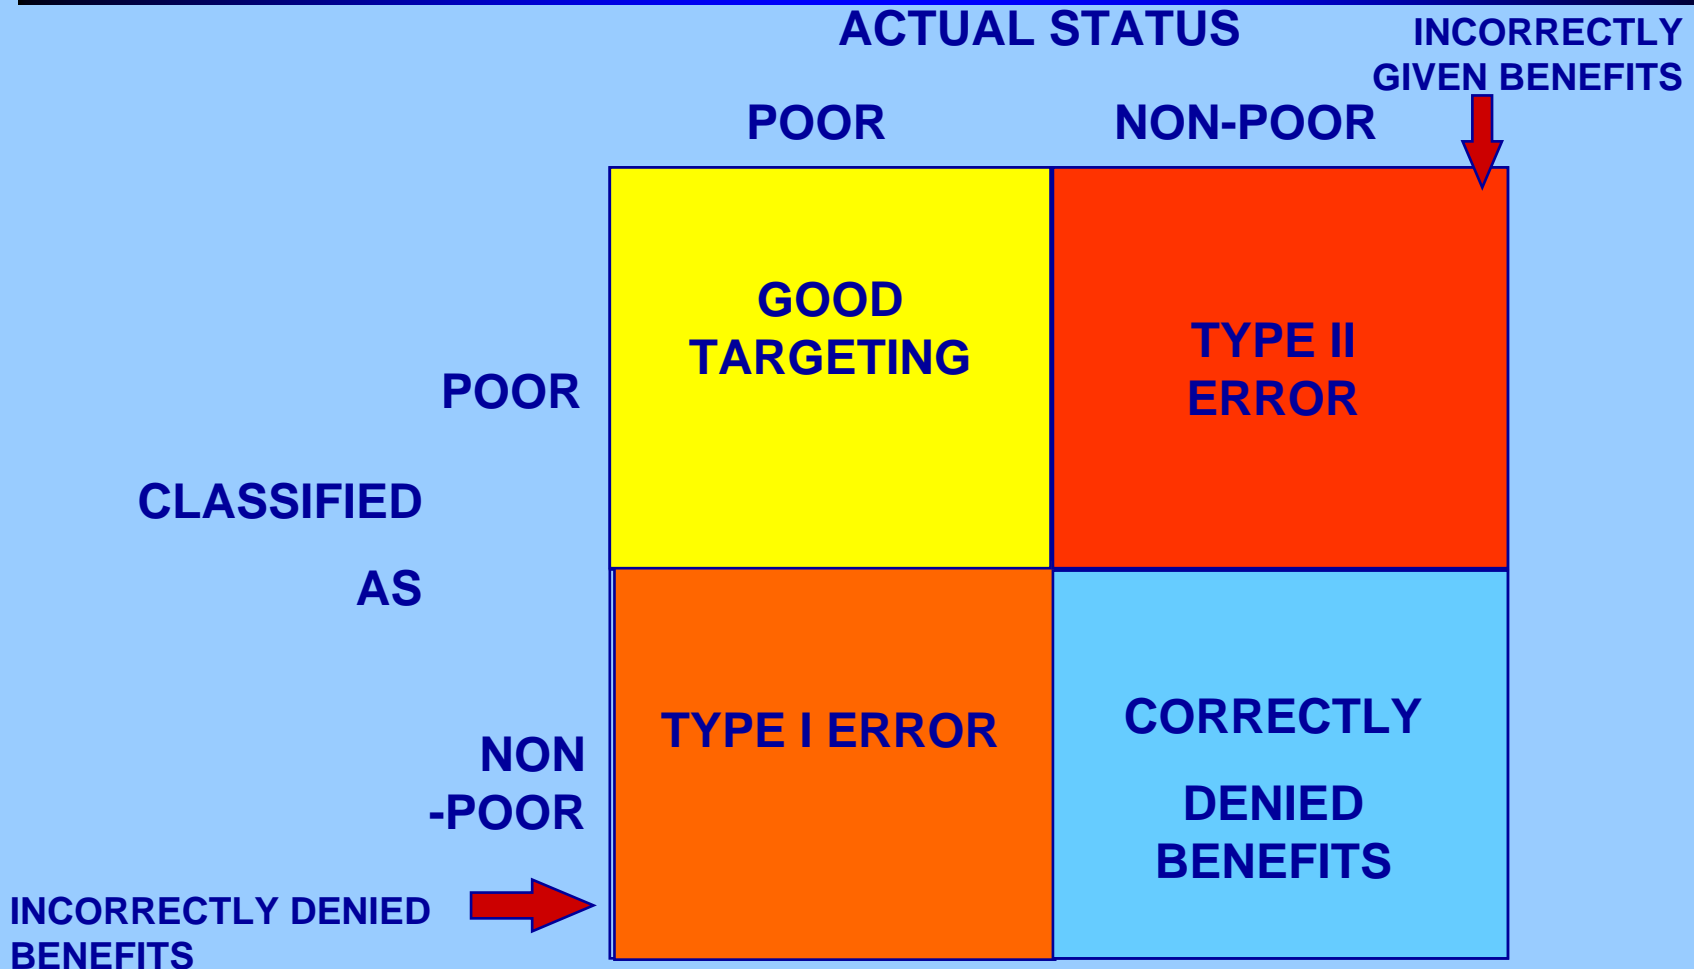 ACTUAL STATUS
INCORRECTLY
GIVEN BENEFITS
POOR
NON-POOR
GOOD
TARGETING
TYPE II
ERROR
POOR
CLASSIFIED
AS
TYPE I ERROR
CORRECTLY
DENIED
BENEFITS
NON
-POOR
INCORRECTLY DENIED
BENEFITS